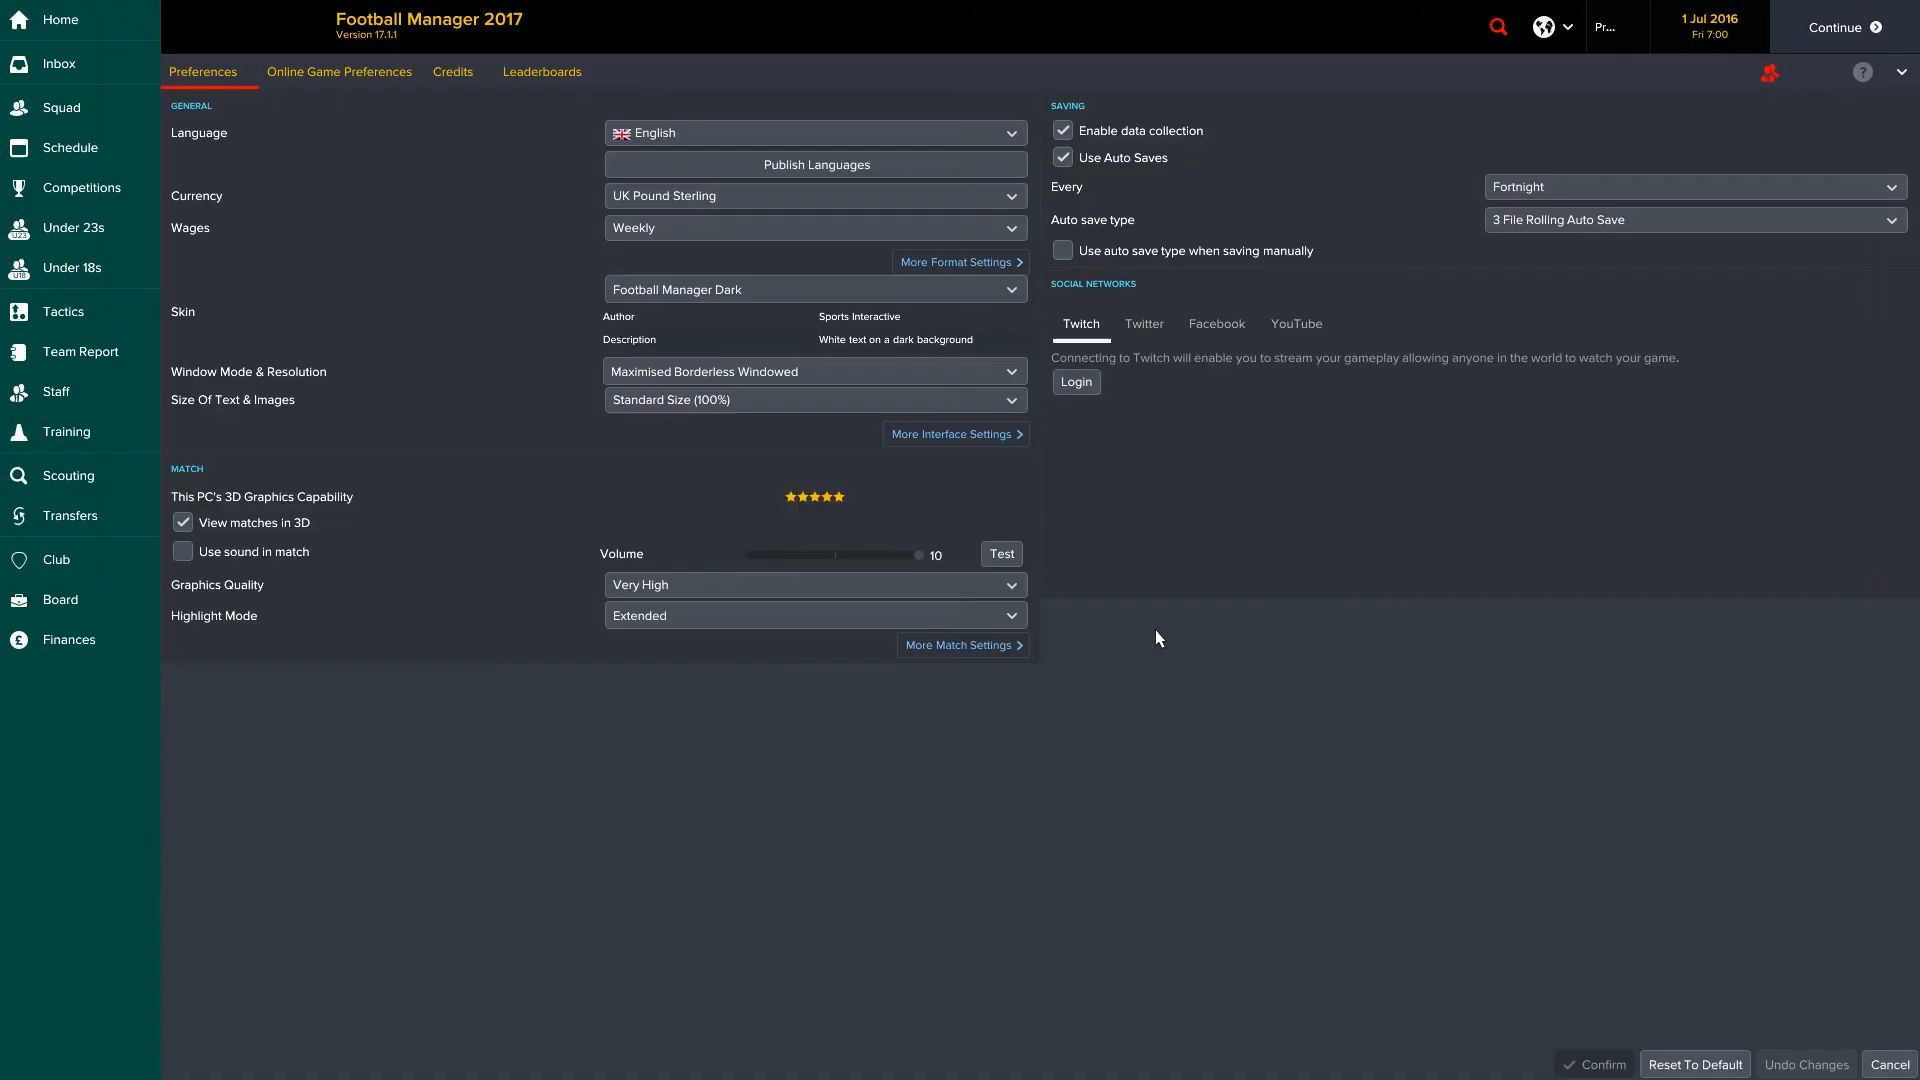 Home
Inbox
Squad
Schedule
Competitions
U23
Under 23s
U18
Under 18s
Tactics
Team Report
Staff
Training
Scouting
Transfers
Club
Board
£
Finances
Football Manager 2017
Version 17.1.1
Pr...
1 Jul 2016
Fri 7:00
Continue
Preferences
Online Game Preferences
Credits
Leaderboards
?
GENERAL
Language
English
Publish Languages
Currency
UK Pound Sterling
Wages
Weekly
More Format Settings
Skin
Football Manager Dark
Author
Sports Interactive
Description
White text on a dark background
Window Mode & Resolution
Maximised Borderless Windowed
Size Of Text & Images
Standard Size (100%)
More Interface Settings
MATCH
This PC's 3D Graphics Capability
View matches in 3D
Use sound in match
Volume
10
Test
Graphics Quality
Very High
Highlight Mode
Extended
More Match Settings
SAVING
Enable data collection
Use Auto Saves
Every
Fortnight
Auto save type
3 File Rolling Auto Save
Use auto save type when saving manually
SOCIAL NETWORKS
Twitch
Twitter
Facebook
YouTube
Connecting to Twitch will enable you to stream your gameplay allowing anyone in the world to watch your game.
Login
Confirm
Reset To Default
Undo Changes
Cancel